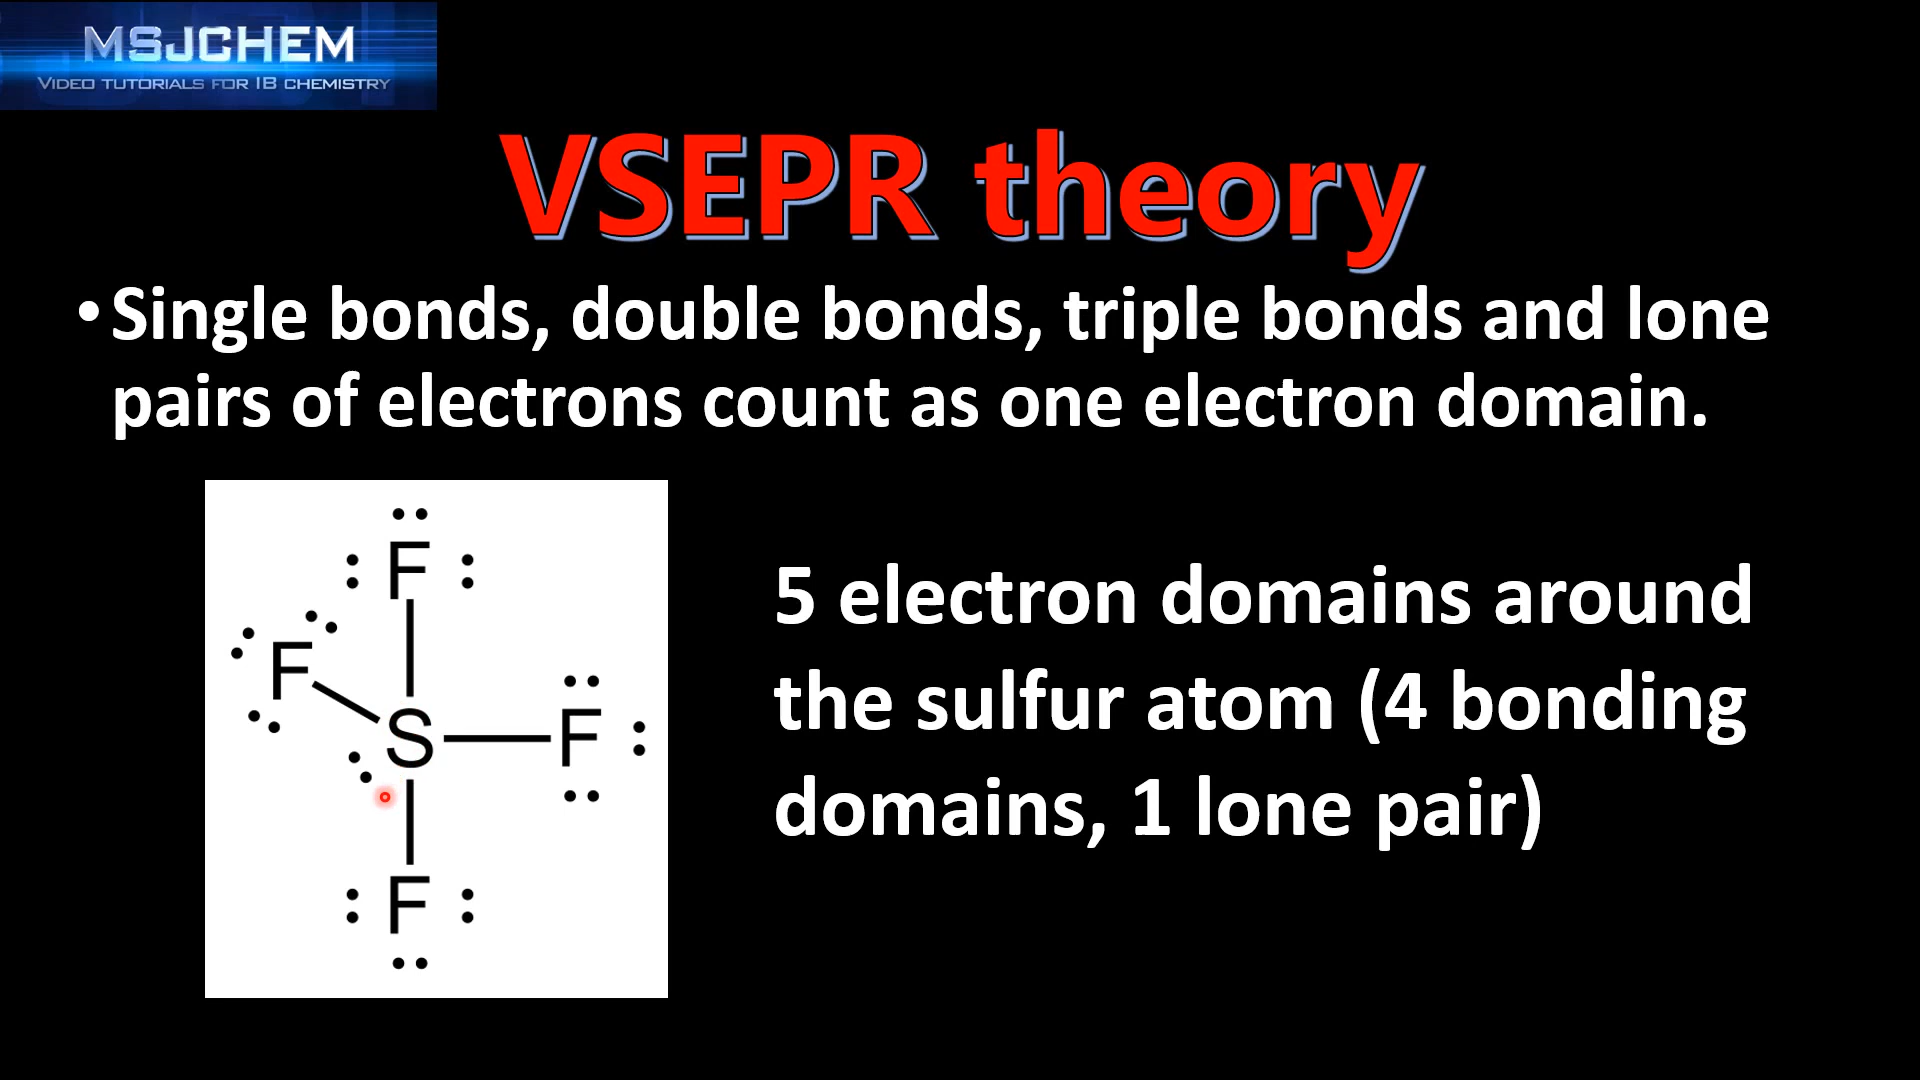 MSJCHEM
VIDEO TUTORIALS FOR IB CHEMISTRY
VSEPR theory
• Single bonds, double bonds, triple bonds and lone
pairs of electrons count as one electron domain.
F
F
S F
F
5 electron domains around
the sulfur atom (4 bonding
domains, 1 lone pair)